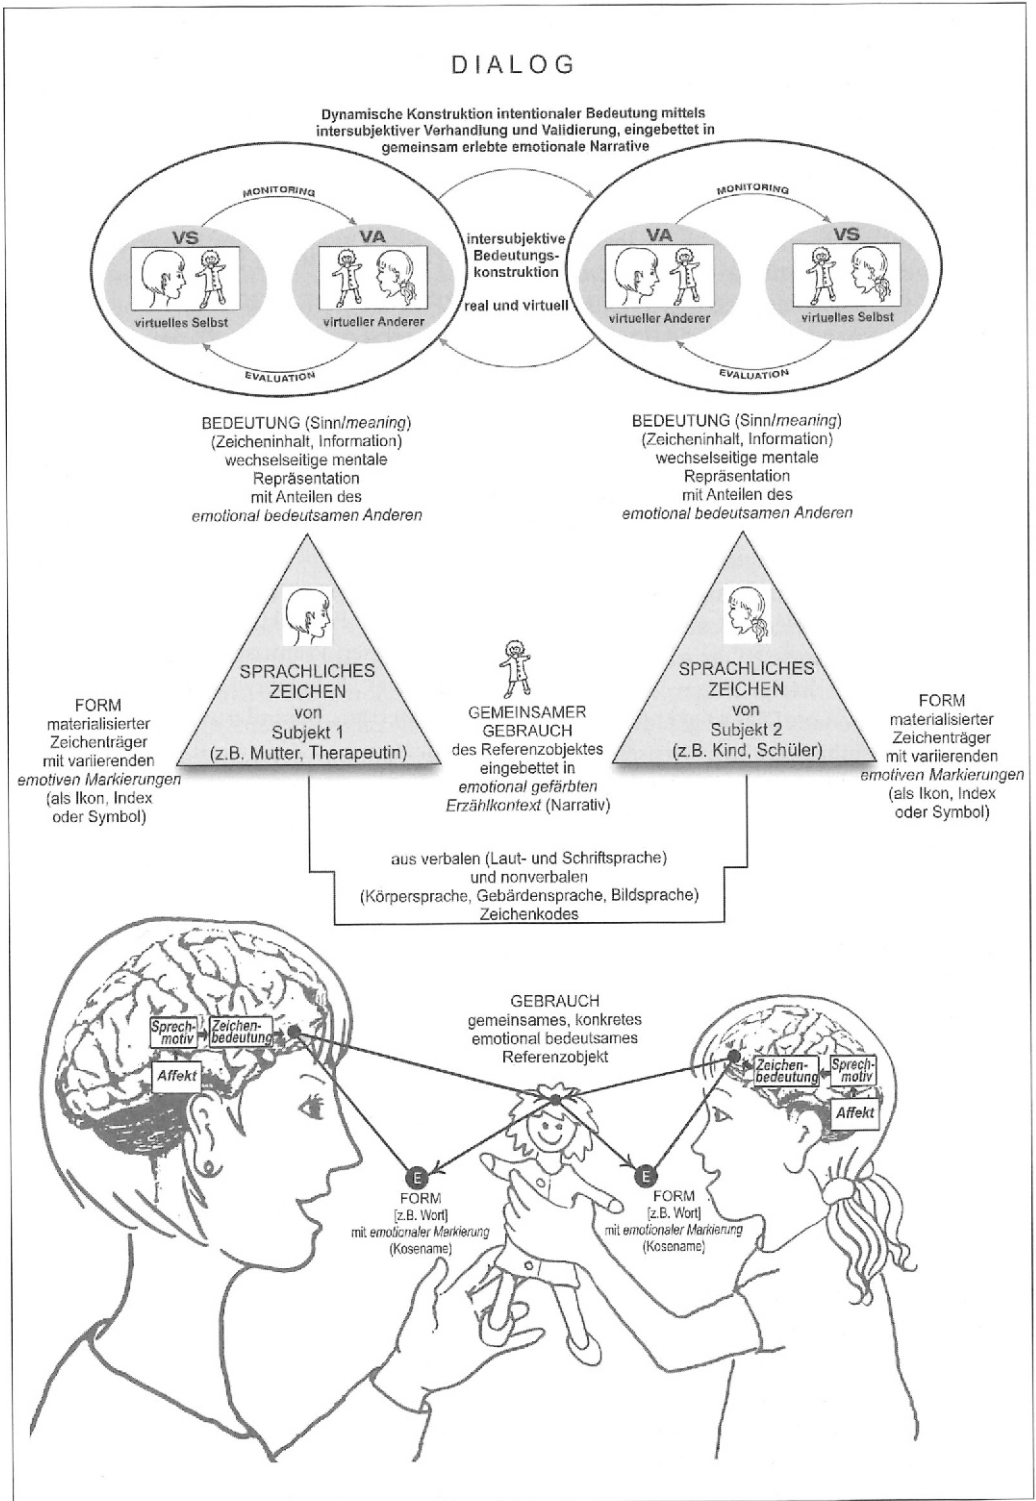 DIALOG
Dynamische Konstruktion intentionaler Bedeutung mittels
intersubjektiver Verhandlung und Validierung, eingebettet in
gemeinsam erlebte emotionale Narrative
MONITORING
VS
VA
virtuelles Selbst
virtueller Anderer
EVALUATION
intersubjektive
Bedeutungs-
konstruktion
real und virtuell
MONITORING
VA
VS
virtueller Anderer
virtuelles Selbst
EVALUATION
BEDEUTUNG (Sinn/meaning)
(Zeicheninhalt, Information)
wechselseitige mentale
Repräsentation
mit Anteilen des
emotional bedeutsamen Anderen
BEDEUTUNG (Sinn/meaning)
(Zeicheninhalt, Information)
wechselseitige mentale
Repräsentation
mit Anteilen des
emotional bedeutsamen Anderen
FORM
materialisierter
Zeichenträger
mit variierenden
emotiven Markierungen
(als Ikon, Index
oder Symbol)
SPRACHLICHES
ZEICHEN
von
Subjekt 1
(z.B. Mutter, Therapeutin)
GEMEINSAMER
GEBRAUCH
des Referenzobjektes
eingebettet in
emotional gefärbten
Erzählkontext (Narrativ)
SPRACHLICHES
ZEICHEN
von
Subjekt 2
(z.B. Kind, Schüler)
FORM
materialisierter
Zeichenträger
mit variierenden
emotiven Markierungen
(als Ikon, Index
oder Symbol)
aus verbalen (Laut- und Schriftsprache)
und nonverbalen
(Körpersprache, Gebärdensprache, Bildsprache)
Zeichenkodes
Sprech-
motiv
Zeichen-
bedeutung
Affekt
GEBRAUCH
gemeinsames, konkretes
emotional bedeutsames
Referenzobjekt
Zeichen-
bedeutung
Sprech-
motiv
Affekt
E
FORM
[z.B. Wort]
mit emotionaler Markierung
(Kosename)
E
FORM
[z.B. Wort]
mit emotionaler Markierung
(Kosename)